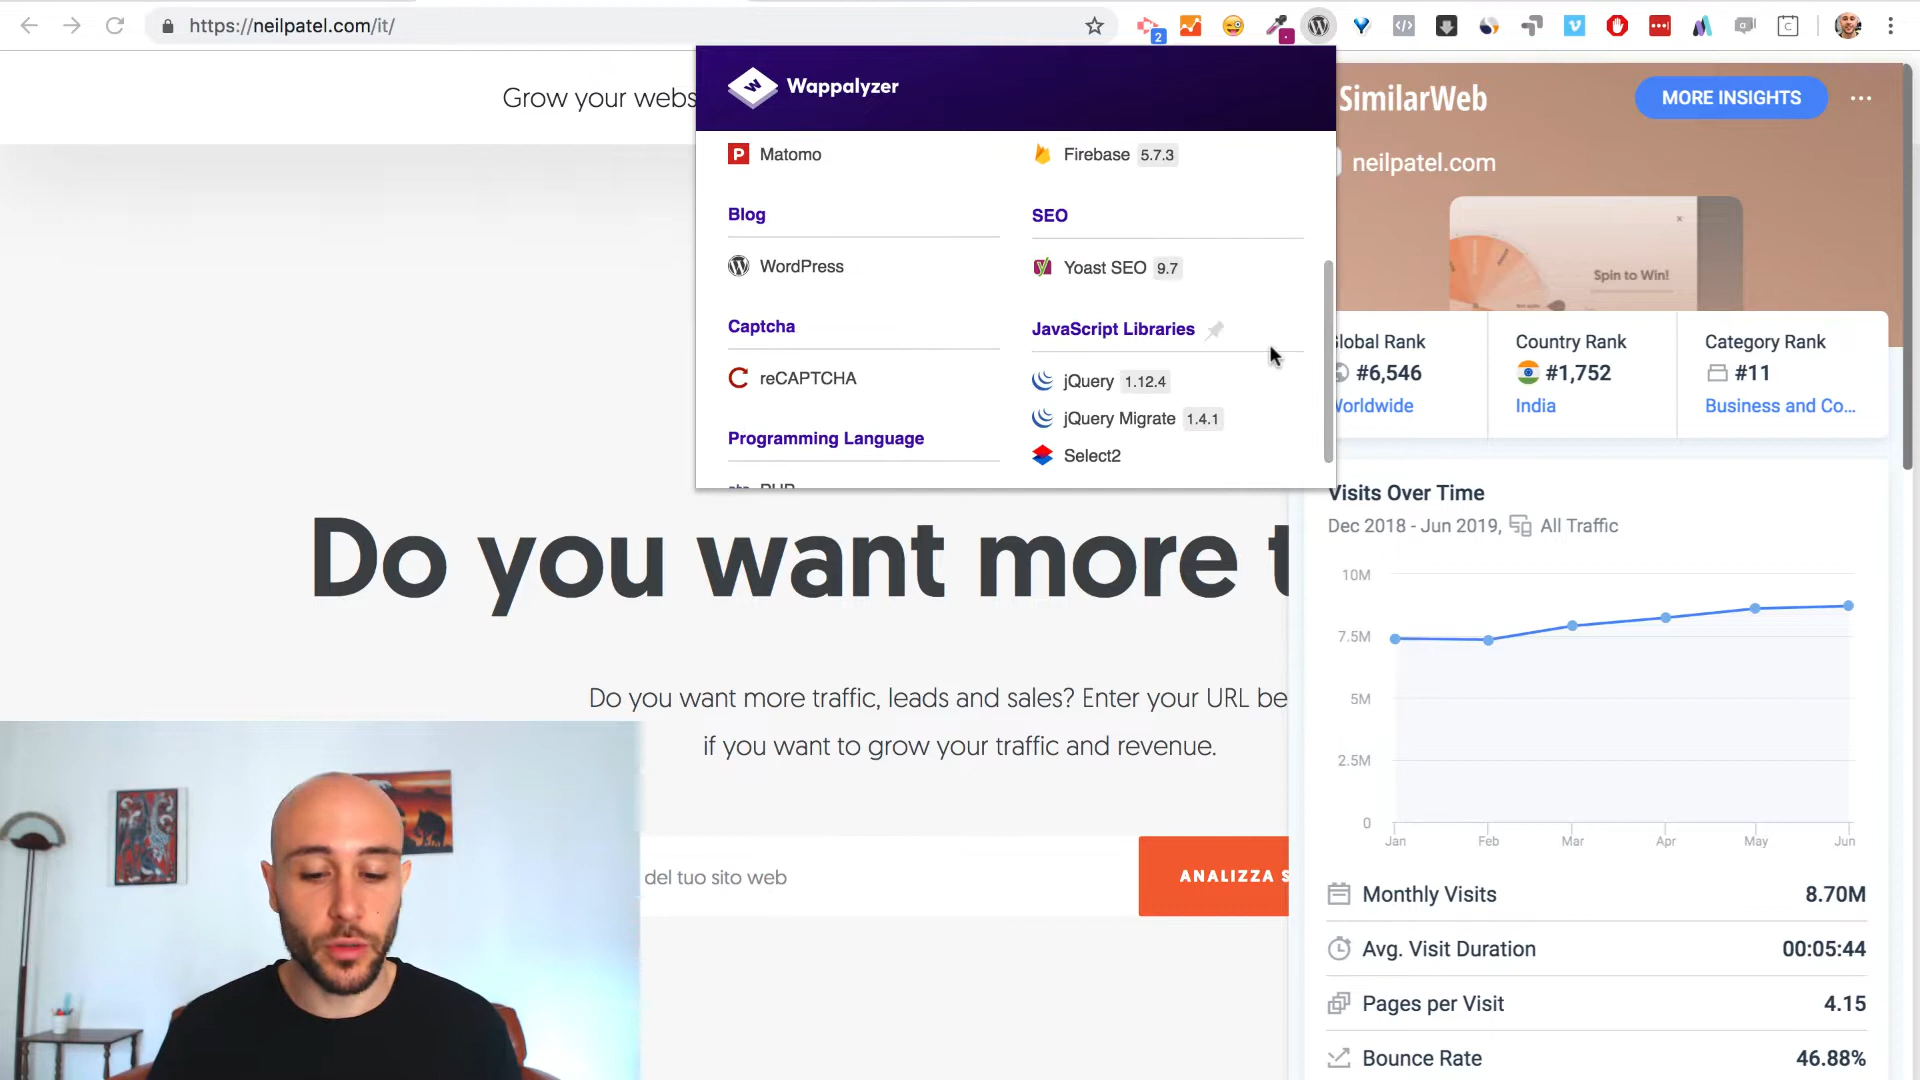 https://neilpatel.com/it/
2
Grow your webs
Wappalyzer
Matomo
Firebase 5.7.3
Blog
WordPress
SEO
Yoast SEO 9.7
Captcha
reCAPTCHA
JavaScript Libraries
jQuery 1.12.4
jQuery Migrate 1.4.1
Select2
Programming Language
PHP
SimilarWeb
MORE INSIGHTS
neilpatel.com
Spin to Win!
Global Rank
#6,546
Worldwide
Country Rank
#1,752
India
Category Rank
#11
Business and Co...
Visits Over Time
Dec 2018 - Jun 2019, All Traffic
10M
7.5M
5M
2.5M
0
Jan Feb Mar Apr May Jun
Monthly Visits 8.70M
Avg. Visit Duration 00:05:44
Pages per Visit 4.15
Bounce Rate 46.88%
Do you want more t
Do you want more traffic, leads and sales? Enter your URL be
if you want to grow your traffic and revenue.
del tuo sito web
ANALIZZA S